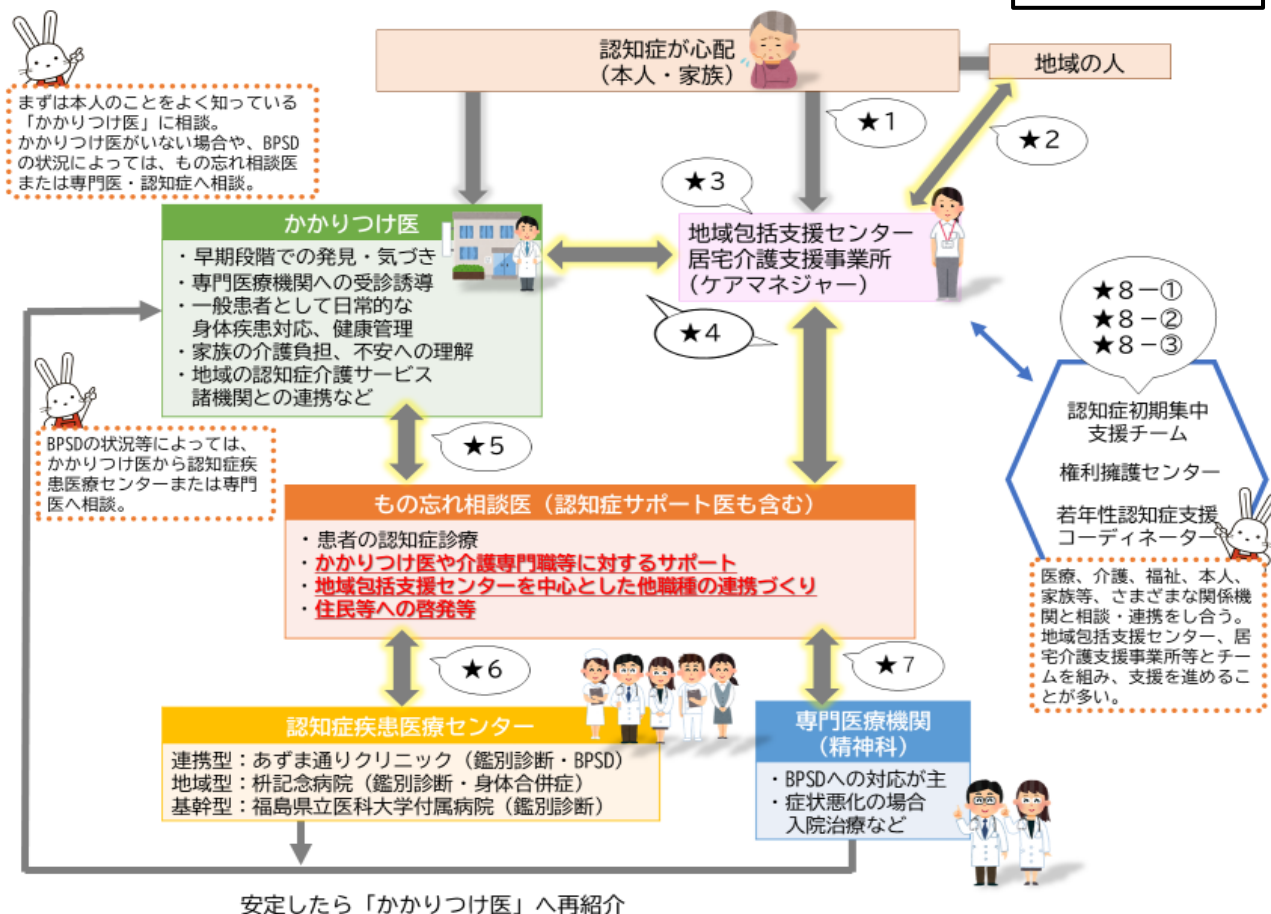 認知症が心配
（本人・家族）
地域の人
まずは本人のことをよく知っている
「かかりつけ医」に相談。
かかりつけ医がいない場合や、BPSD
の状況によっては、もの忘れ相談医
または専門医・認知症へ相談。
★1
★2
★3
かかりつけ医
・早期段階での発見・気づき
・専門医療機関への受診誘導
・一般患者として日常的な
身体疾患対応、健康管理
・家族の介護負担、不安への理解
・地域の認知症介護サービス
諸機関との連携など
地域包括支援センター
居宅介護支援事業所
（ケアマネジャー）
★4
★8－①
★8－②
★8－③
認知症初期集中
支援チーム
権利擁護センター
若年性認知症支援
コーディネーター
BPSDの状況等によっては、
かかりつけ医から認知症疾
患医療センターまたは専門
医へ相談。
★5
もの忘れ相談医（認知症サポート医も含む）
・患者の認知症診療
・かかりつけ医や介護専門職等に対するサポート
・地域包括支援センターを中心とした他職種の連携づくり
・住民等への啓発等
医療、介護、福祉、本人、
家族等、さまざまな関係機
関と相談・連携をし合う。
地域包括支援センター、居
宅介護支援事業所等とチー
ムを組み、支援を進めるこ
とが多い。
★6
★7
認知症疾患医療センター
連携型：あずま通りクリニック（鑑別診断・BPSD）
地域型：枡記念病院（鑑別診断・身体合併症）
基幹型：福島県立医科大学付属病院（鑑別診断）
専門医療機関
（精神科）
・BPSDへの対応が主
・症状悪化の場合
入院治療など
安定したら「かかりつけ医」へ再紹介